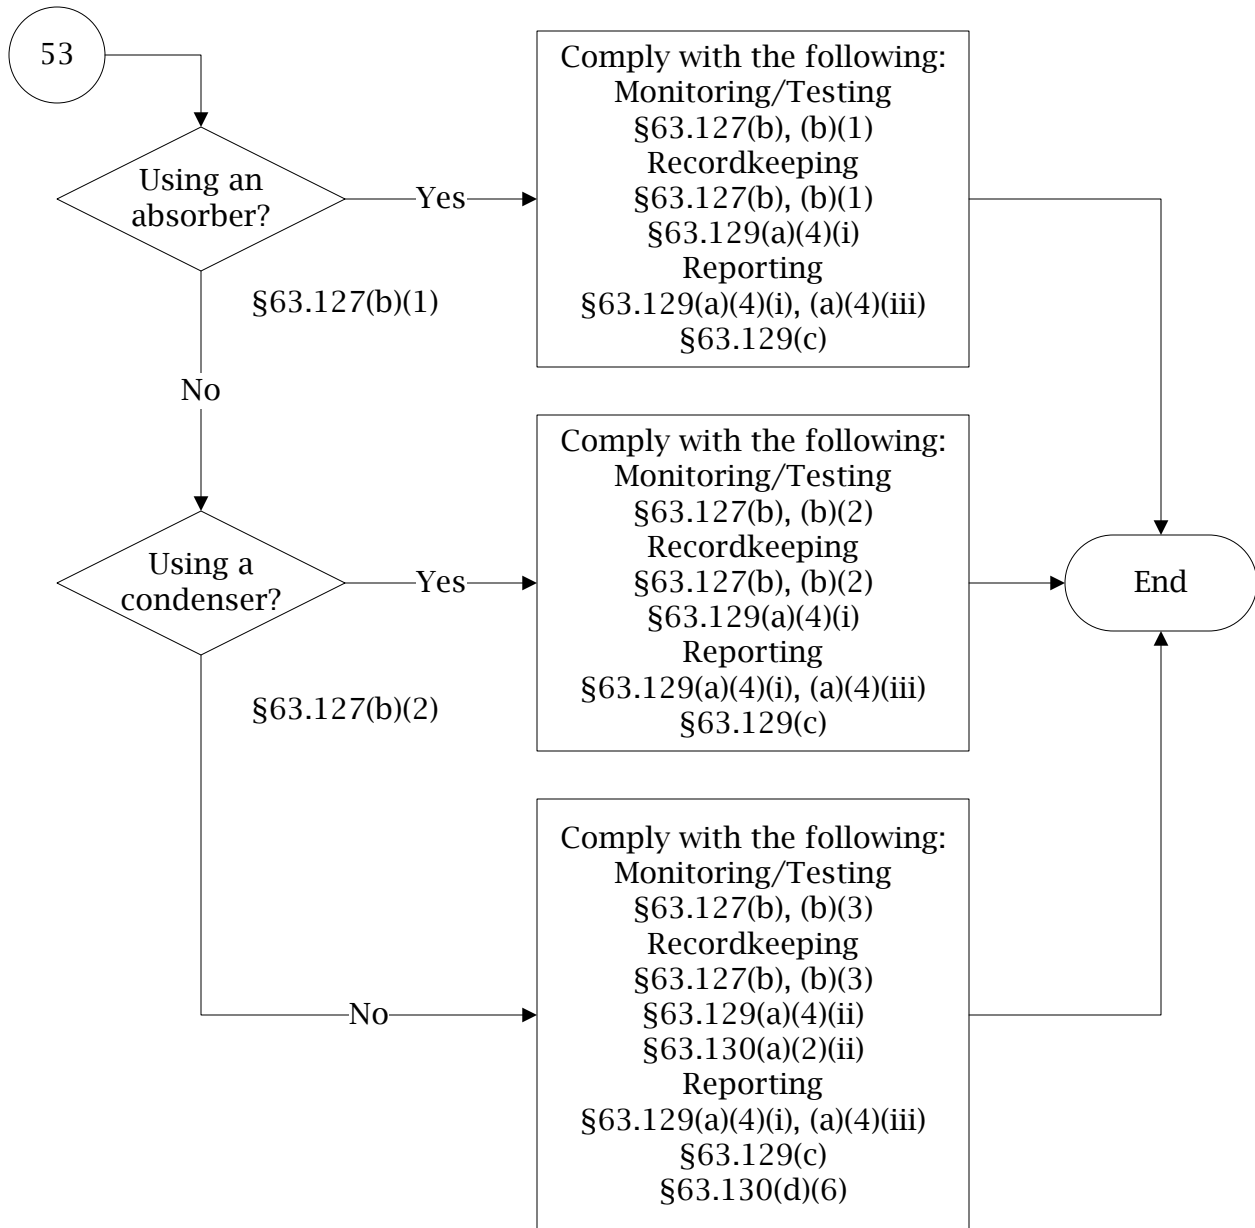 53
Using an
absorber?
Yes
§63.127(b)(1)
No
Comply with the following:
Monitoring/Testing
§63.127(b), (b)(1)
Recordkeeping
§63.127(b), (b)(1)
§63.129(a)(4)(i)
Reporting
§63.129(a)(4)(i), (a)(4)(iii)
§63.129(c)
Using a
condenser?
Yes
§63.127(b)(2)
No
Comply with the following:
Monitoring/Testing
§63.127(b), (b)(2)
Recordkeeping
§63.127(b), (b)(2)
§63.129(a)(4)(i)
Reporting
§63.129(a)(4)(i), (a)(4)(iii)
§63.129(c)
End
Comply with the following:
Monitoring/Testing
§63.127(b), (b)(3)
Recordkeeping
§63.127(b), (b)(3)
§63.129(a)(4)(ii)
§63.130(a)(2)(ii)
Reporting
§63.129(a)(4)(i), (a)(4)(iii)
§63.129(c)
§63.130(d)(6)